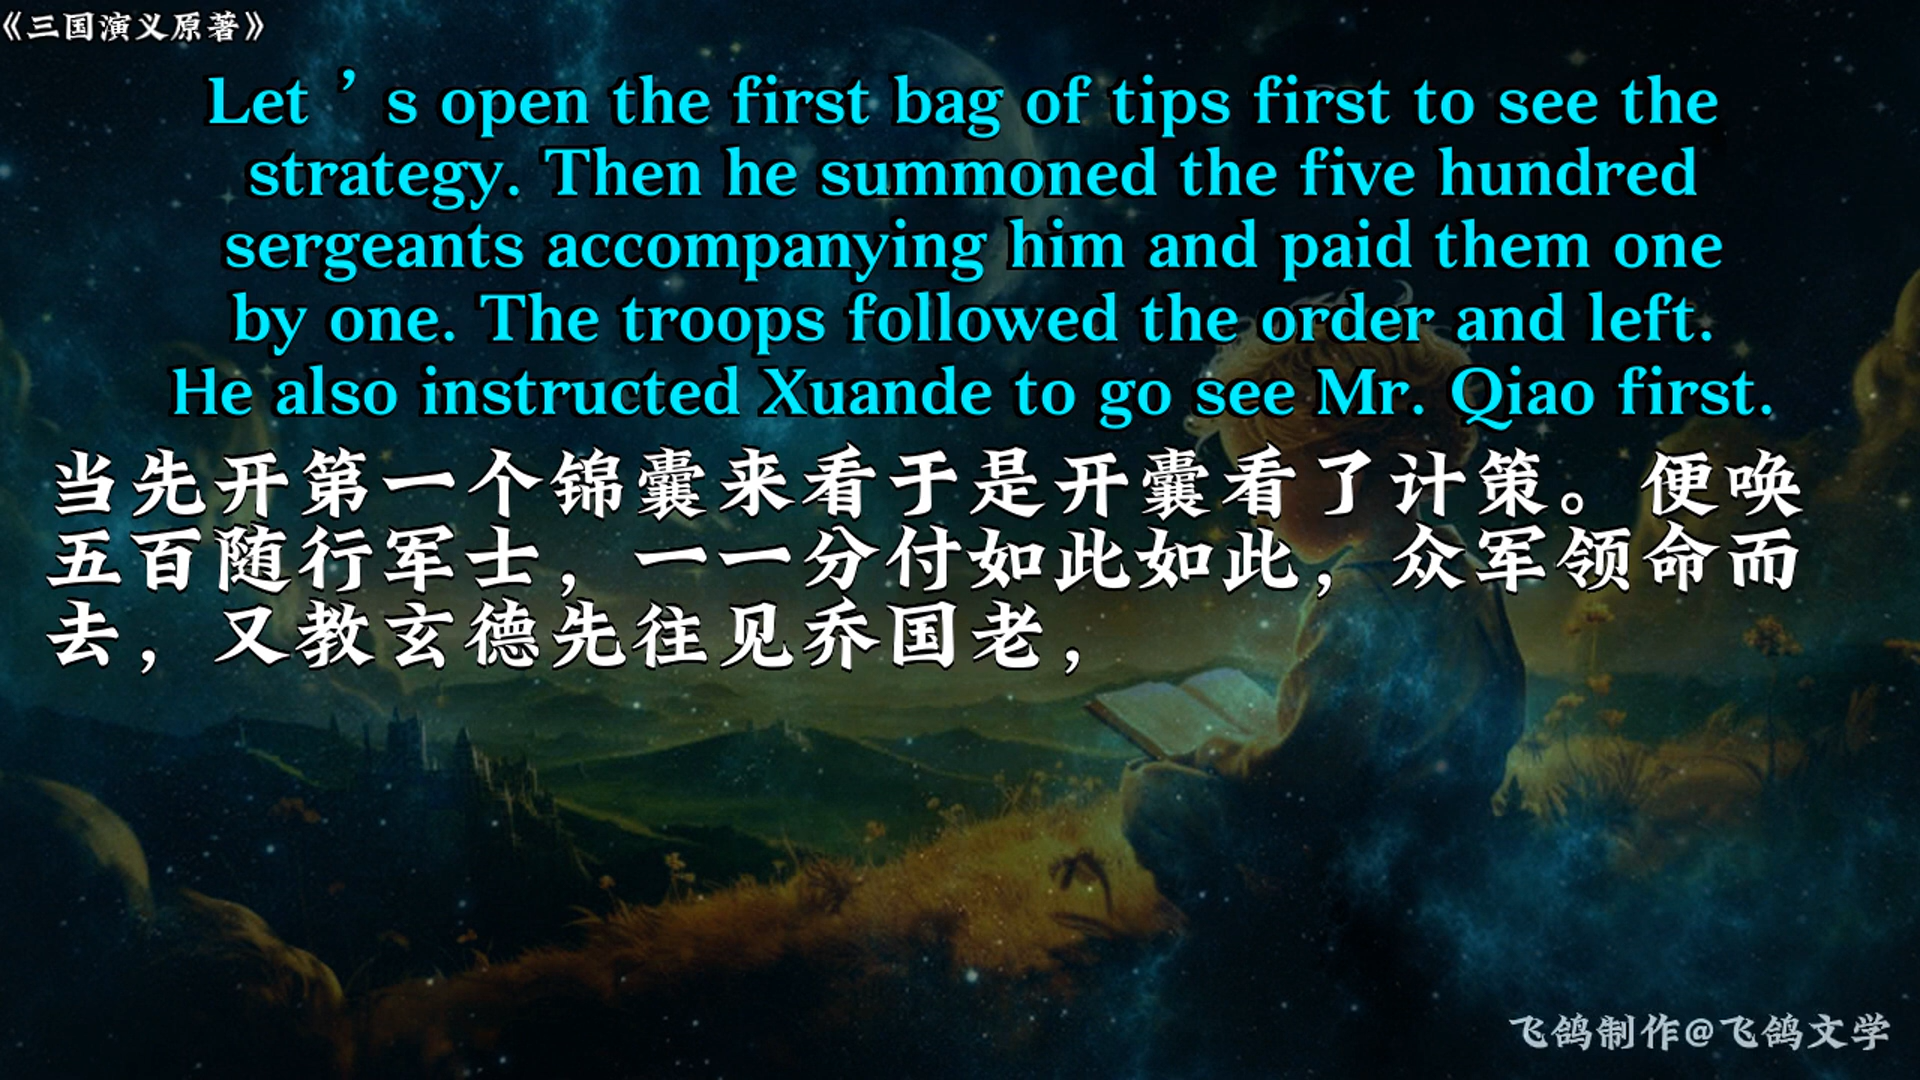 《三国演义原著》
Let ’ s open the first bag of tips first to see the
strategy. Then he summoned the five hundred
sergeants accompanying him and paid them one
by one. The troops followed the order and left.
He also instructed Xuande to go see Mr. Qiao first.
当先开第一个锦囊来看于是开囊看了计策。便唤
五百随行军士，一一分付如此如此，众军领命而
去，又教玄德先往见乔国老，
飞鸽制作@飞鸽文学